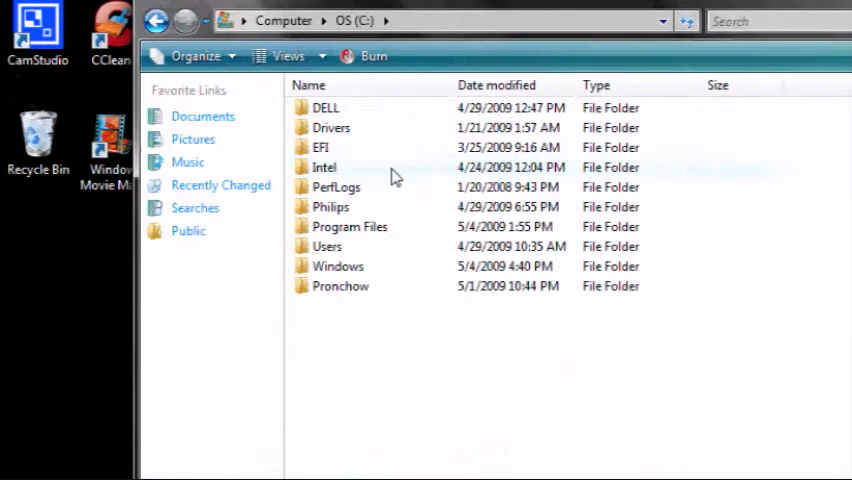 Computer OS (C:) Search
Organize Views Burn
CamStudio CClean
Favorite Links
Documents
Pictures
Music
Recently Changed
Searches
Public
Name Date modified Type Size
DELL 4/29/2009 12:47 PM File Folder
Drivers 1/21/2009 1:57 AM File Folder
EFI 3/25/2009 9:16 AM File Folder
Intel 4/24/2009 12:04 PM File Folder
PerfLogs 1/20/2008 9:43 PM File Folder
Philips 4/29/2009 6:55 PM File Folder
Program Files 5/4/2009 1:55 PM File Folder
Users 4/29/2009 10:35 AM File Folder
Windows 5/4/2009 4:40 PM File Folder
Pronchow 5/1/2009 10:44 PM File Folder
Recycle Bin Window
Movie Ma